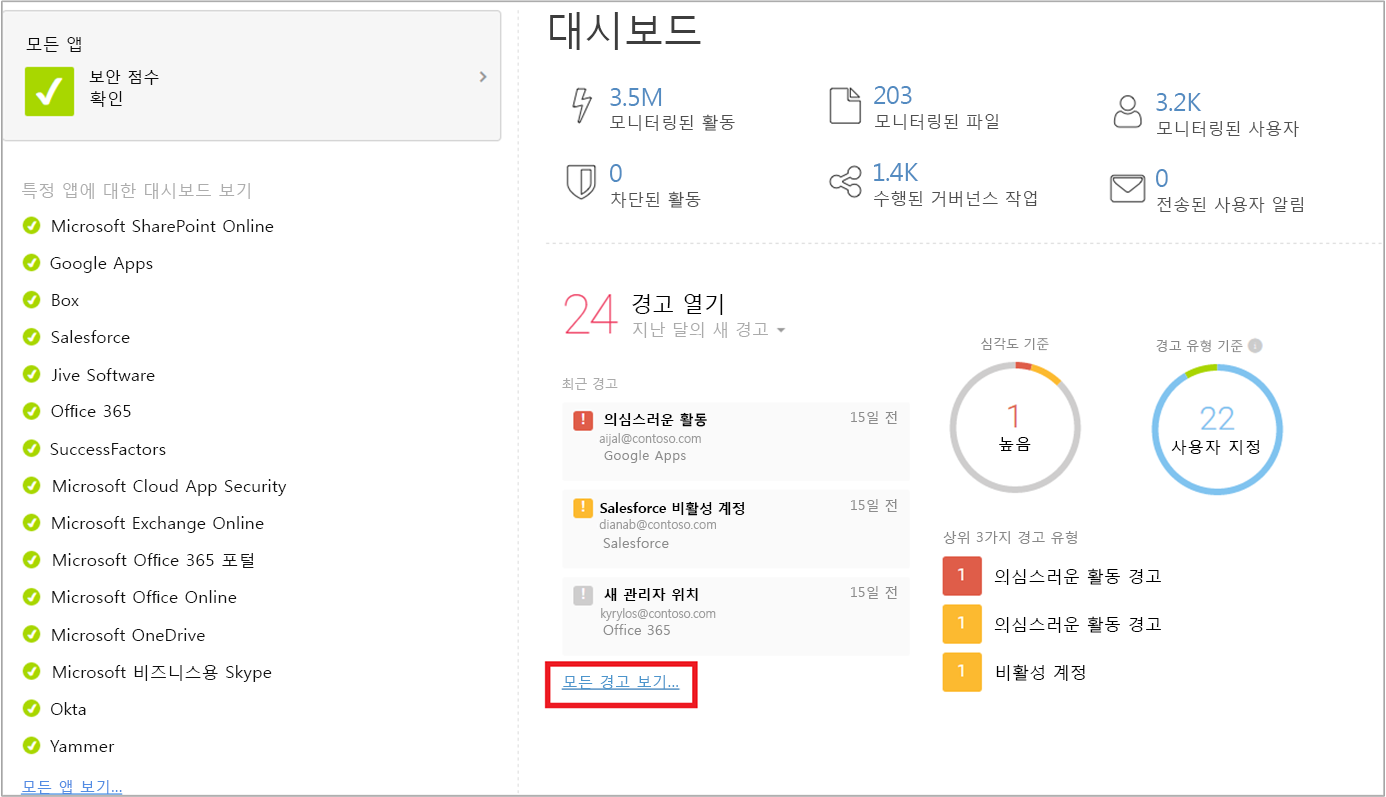 모든 앱
보안 점수
확인
특정 앱에 대한 대시보드 보기
Microsoft SharePoint Online
Google Apps
Box
Salesforce
Jive Software
Office 365
SuccessFactors
Microsoft Cloud App Security
Microsoft Exchange Online
Microsoft Office 365 포털
Microsoft Office Online
Microsoft OneDrive
Microsoft 비즈니스용 Skype
Okta
Yammer
모든 앱 보기...
대시보드
3.5M
모니터링된 활동
203
모니터링된 파일
3.2K
모니터링된 사용자
0
차단된 활동
1.4K
수행된 거버넌스 작업
0
전송된 사용자 알림
24
경고 열기
지난 달의 새 경고
최근 경고
의심스러운 활동
15일 전
aijal@contoso.com
Google Apps
Salesforce 비활성 계정
15일 전
dianab@contoso.com
Salesforce
새 관리자 위치
15일 전
kyrylos@contoso.com
Office 365
모든 경고 보기...
심각도 기준
1
높음
경고 유형 기준
22
사용자 지정
상위 3가지 경고 유형
1 의심스러운 활동 경고
1 의심스러운 활동 경고
1 비활성 계정